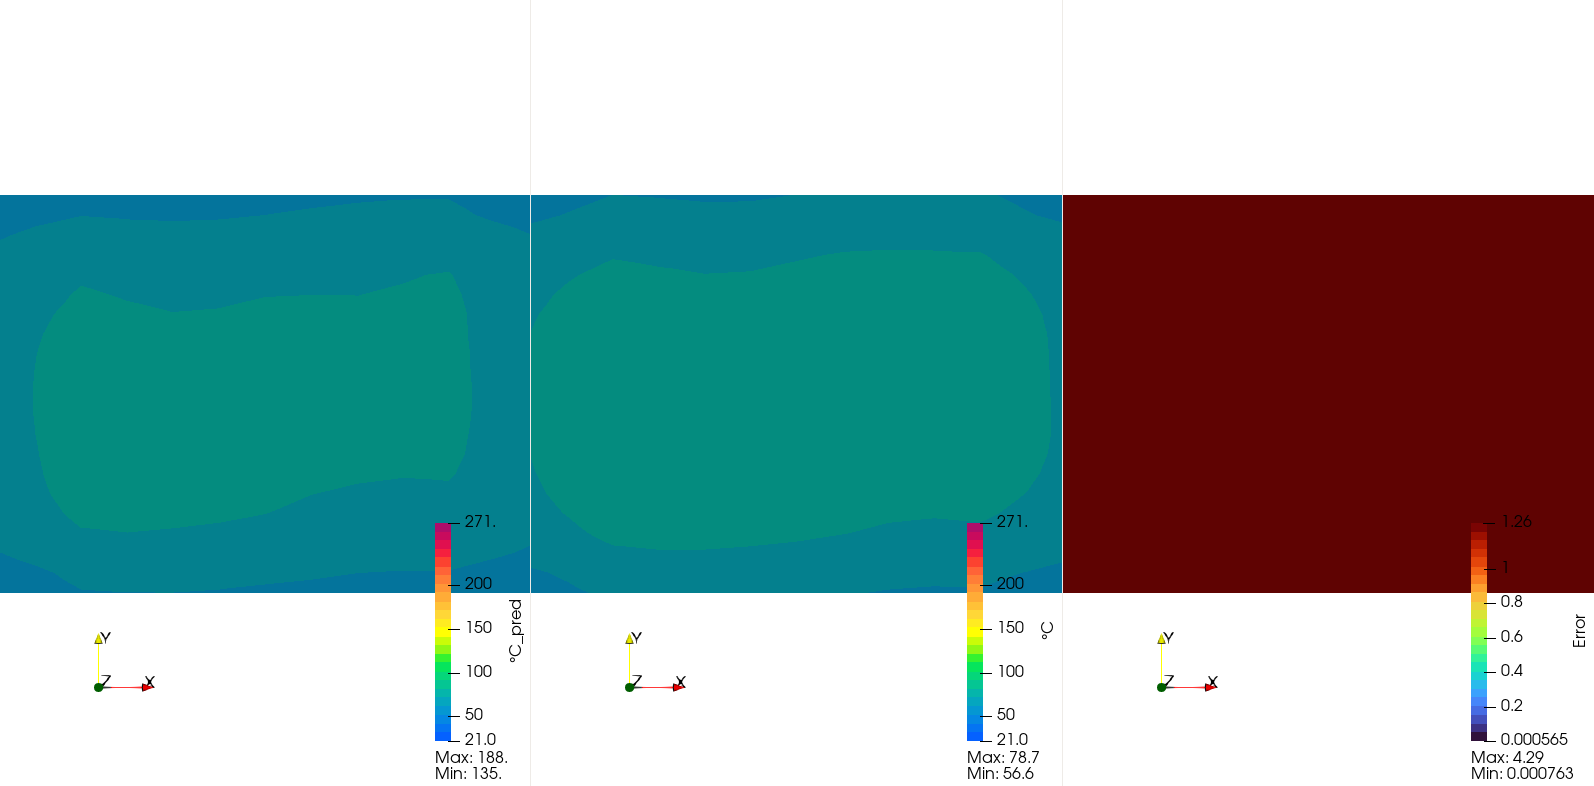 271.
200
150
100
50
21.0
°C_pred
Max: 188.
Min: 135.
Y
Z
X
271.
200
150
100
50
21.0
°C
Max: 78.7
Min: 56.6
Y
Z
X
1.26
1
0.8
0.6
0.4
0.2
0.000565
Error
Max: 4.29
Min: 0.000763
Y
Z
X